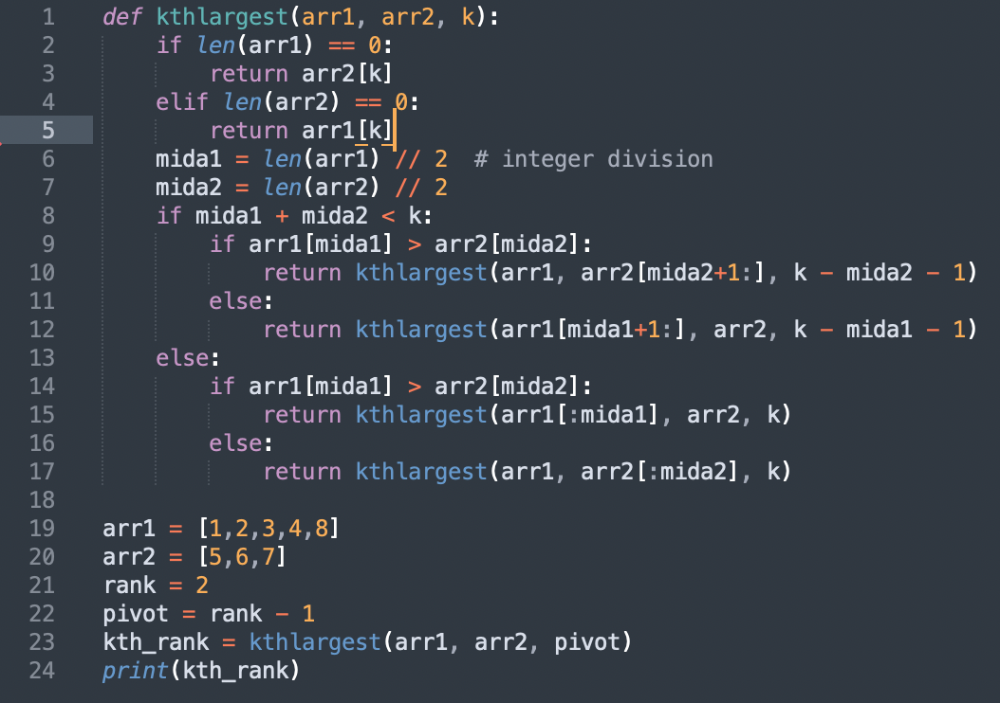 1 def kthlargest(arr1, arr2, k):
2     if len(arr1) == 0:
3         return arr2[k]
4     elif len(arr2) == 0:
5         return arr1[k]
6     mida1 = len(arr1) // 2  # integer division
7     mida2 = len(arr2) // 2
8     if mida1 + mida2 < k:
9         if arr1[mida1] > arr2[mida2]:
10             return kthlargest(arr1, arr2[mida2+1:], k - mida2 - 1)
11         else:
12             return kthlargest(arr1[mida1+1:], arr2, k - mida1 - 1)
13     else:
14         if arr1[mida1] > arr2[mida2]:
15             return kthlargest(arr1[:mida1], arr2, k)
16         else:
17             return kthlargest(arr1, arr2[:mida2], k)
18
19 arr1 = [1,2,3,4,8]
20 arr2 = [5,6,7]
21 rank = 2
22 pivot = rank - 1
23 kth_rank = kthlargest(arr1, arr2, pivot)
24 print(kth_rank)